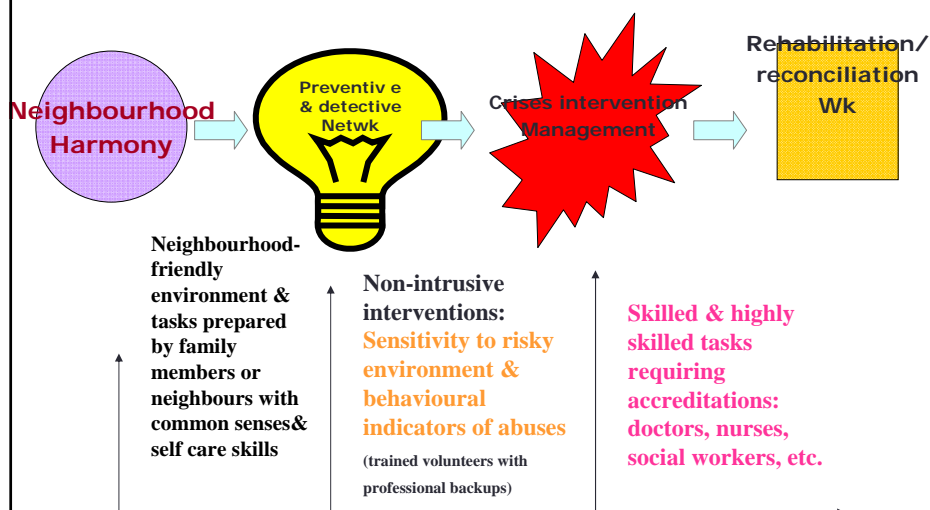 Neighbourhood
Harmony
Preventiv e
& detective
Netwk
Crises intervention
Management
Rehabilitation/
reconciliation
Wk
Neighbourhood-
friendly
environment &
tasks prepared
by family
members or
neighbours with
common senses&
self care skills
Non-intrusive
interventions:
Sensitivity to risky
environment &
behavioural
indicators of abuses
(trained volunteers with
professional backups)
Skilled & highly
skilled tasks
requiring
accreditations:
doctors, nurses,
social workers, etc.